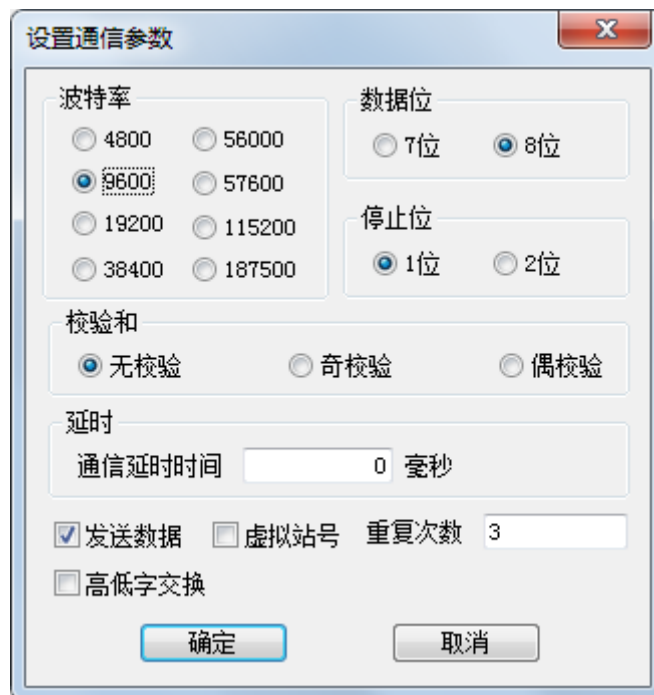 设置通信参数
波特率
4800
56000
9600
57600
19200
115200
38400
187500
数据位
7位
8位
停止位
1位
2位
校验和
无校验
奇校验
偶校验
延时
通信延时时间
0
毫秒
发送数据
虚拟站号
重复次数
3
高低字交换
确定
取消